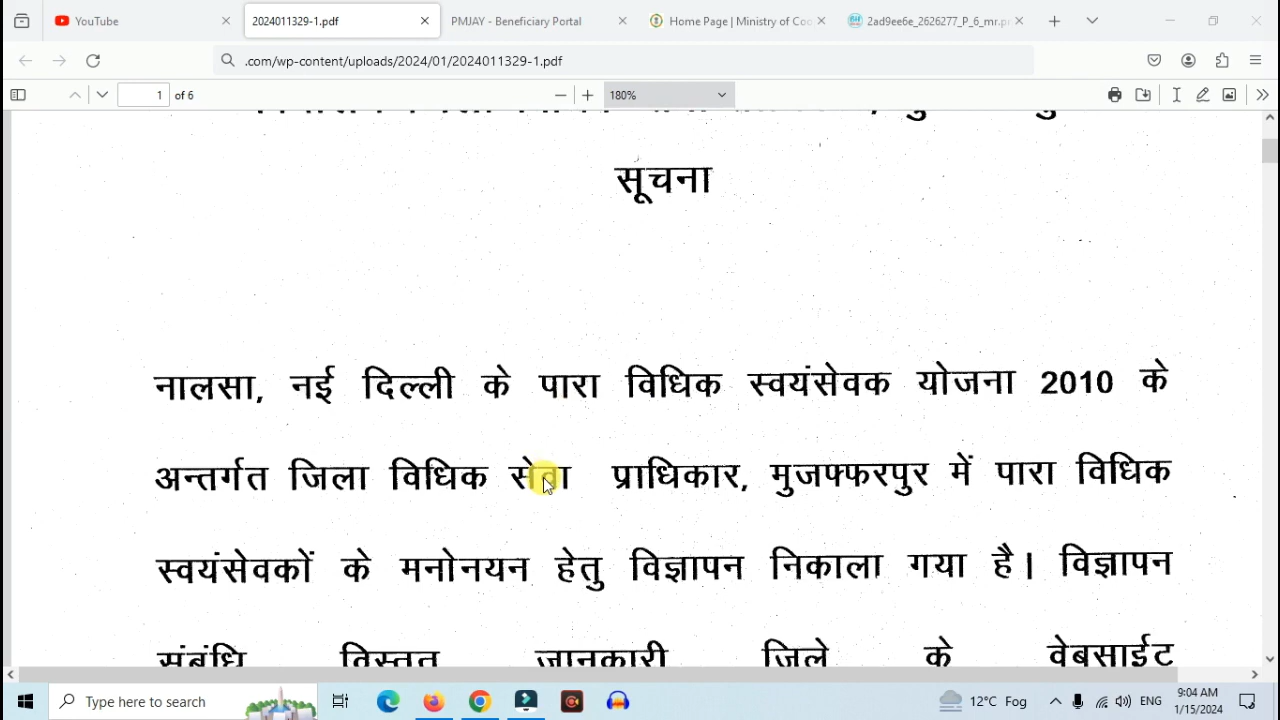 YouTube
2024011329-1.pdf
PMJAY - Beneficiary Portal
Home Page | Ministry of Coo
2ad9ee6e_2626277_P_6_mr.p
.com/wp-content/uploads/2024/01/2024011329-1.pdf
1 of 6
180%
सूचना
नालसा, नई दिल्ली के पारा विधिक स्वयंसेवक योजना 2010 के
अन्तर्गत जिला विधिक सेवा प्राधिकार, मुजफ्फरपुर में पारा विधिक
स्वयंसेवकों के मनोनयन हेतु विज्ञापन निकाला गया है। विज्ञापन
संबंधि विस्तृत जानकारी जिले के वेबसाईट
Type here to search
12°C Fog
ENG
9:04 AM
1/15/2024